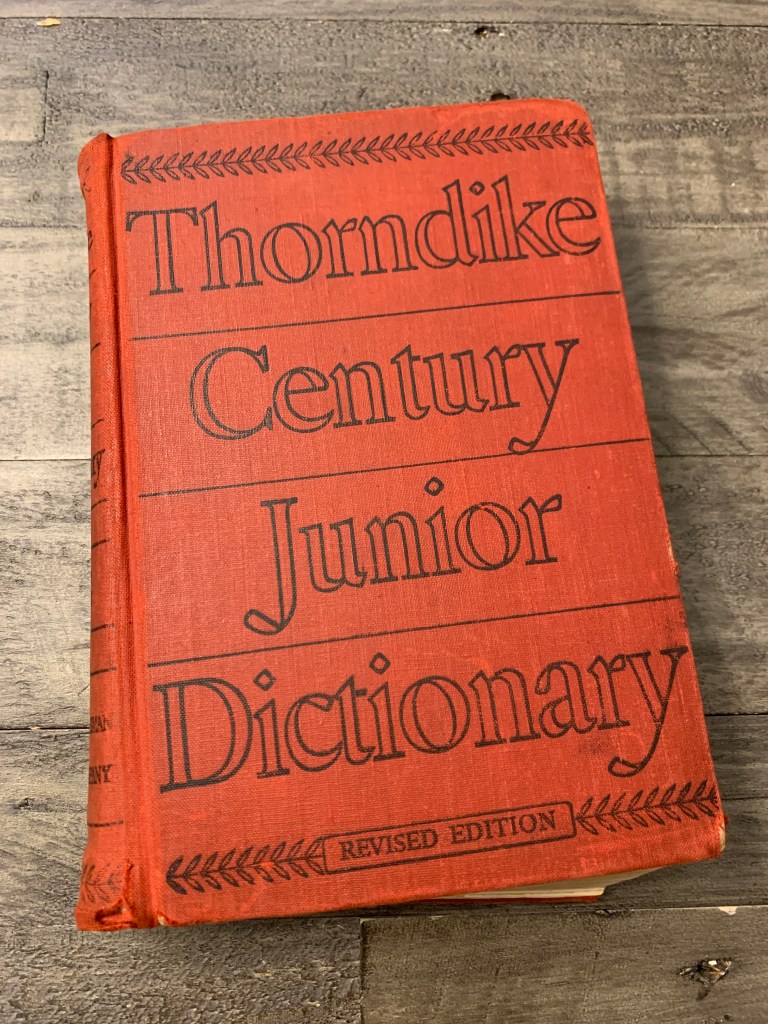 Thorndike
Century
Junior
Dictionary
REVISED EDITION